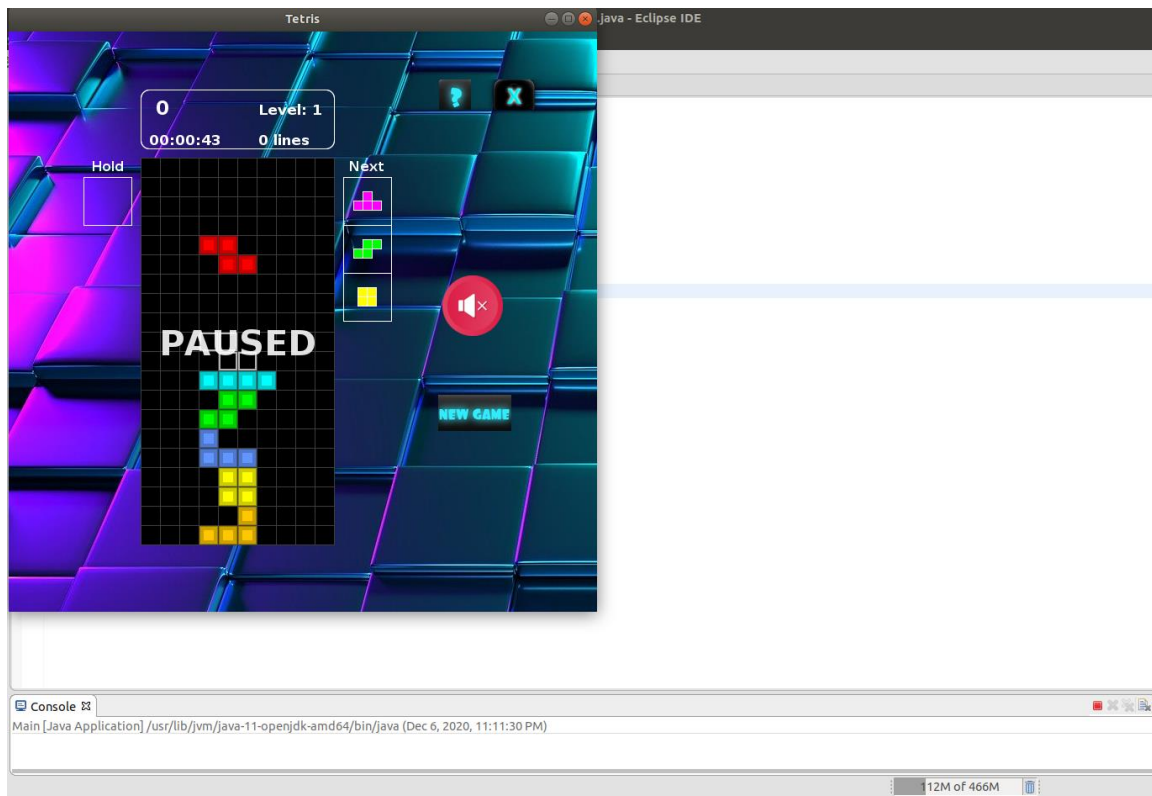 Tetris
.java - Eclipse IDE
?
X
0
Level: 1
00:00:43
0 lines
Hold
Next
PAUSED
NEW GAME
Console
Main [Java Application] /usr/lib/jvm/java-11-openjdk-amd64/bin/java (Dec 6, 2020, 11:11:30 PM)
112M of 466M